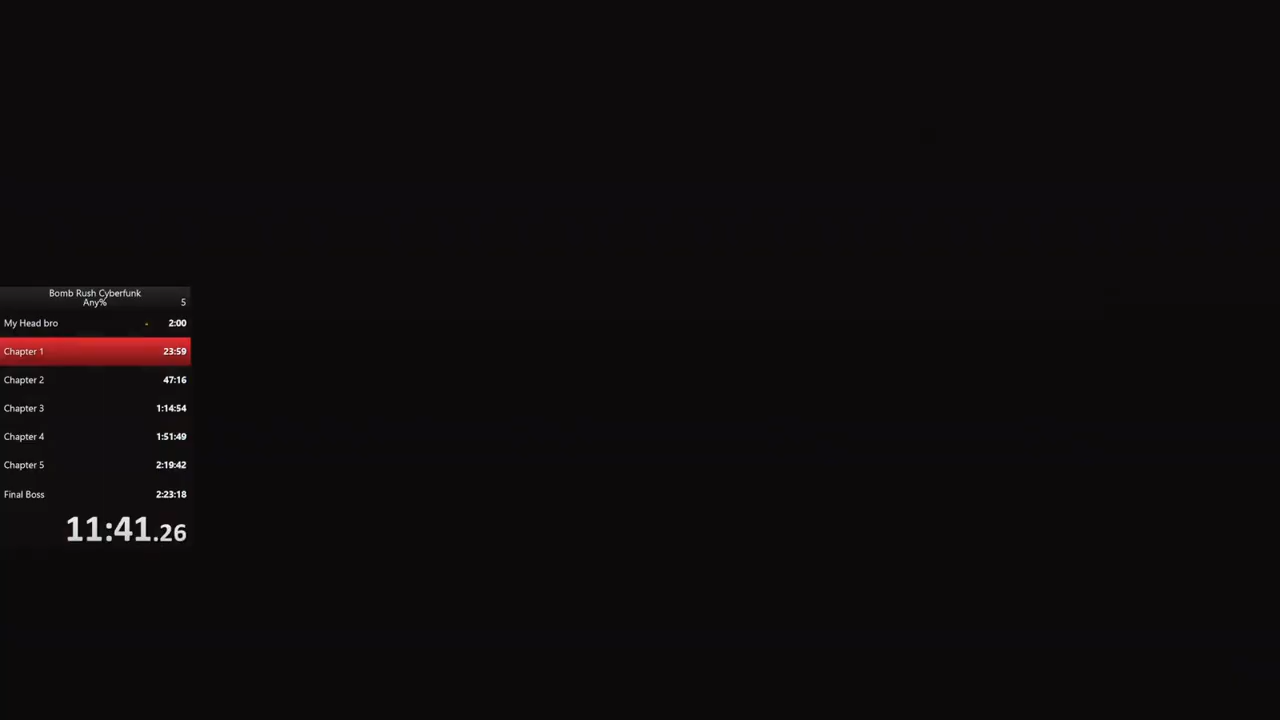 Bomb Rush Cyberfunk
Any% 5
My Head bro 2:00
Chapter 1 23:59
Chapter 2 47:16
Chapter 3 1:14:54
Chapter 4 1:51:49
Chapter 5 2:19:42
Final Boss 2:23:18
11:41.26